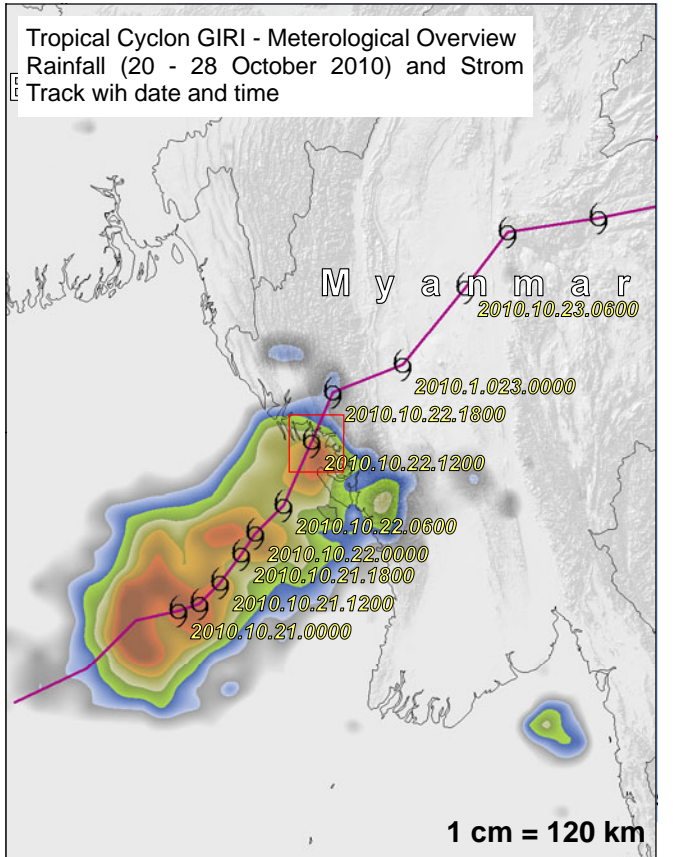 Tropical Cyclon GIRI - Meterological Overview
Rainfall (20 - 28 October 2010) and Strom
Track wih date and time
Myanmar
2010.10.23.0600
2010.1.023.0000
2010.10.22.1800
2010.10.22.1200
2010.10.22.0600
2010.10.22.0000
2010.10.21.1800
2010.10.21.1200
2010.10.21.0000
1 cm = 120 km